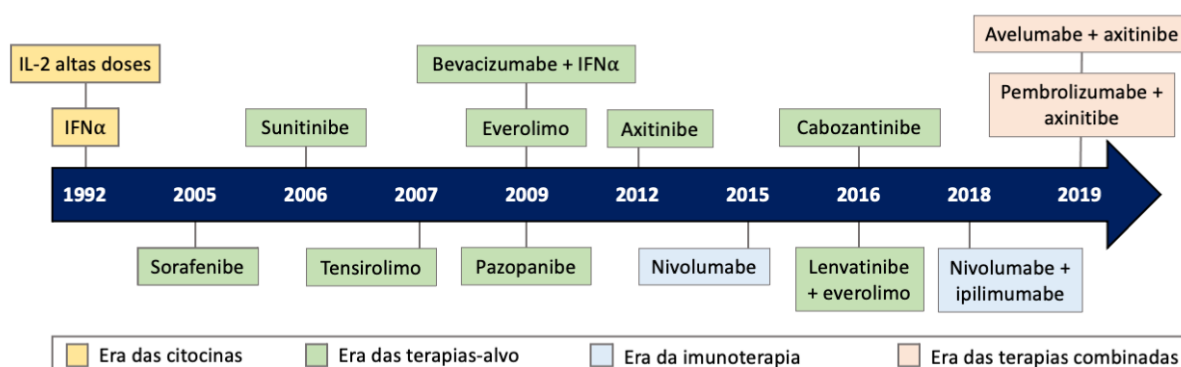 IL-2 altas doses
IFNα
Bevacizumabe + IFNα
Avelumabe + axitinibe
Pembrolizumabe +
axinitibe
Sunitinibe
Everolimo
Axitinibe
Cabozantinibe
1992
2005
2006
2007
2009
2012
2015
2016
2018
2019
Sorafenibe
Tensirolimo
Pazopanibe
Nivolumabe
Lenvatinibe
+ everolimo
Nivolumabe +
ipilimumabe
Era das citocinas
Era das terapias-alvo
Era da imunoterapia
Era das terapias combinadas